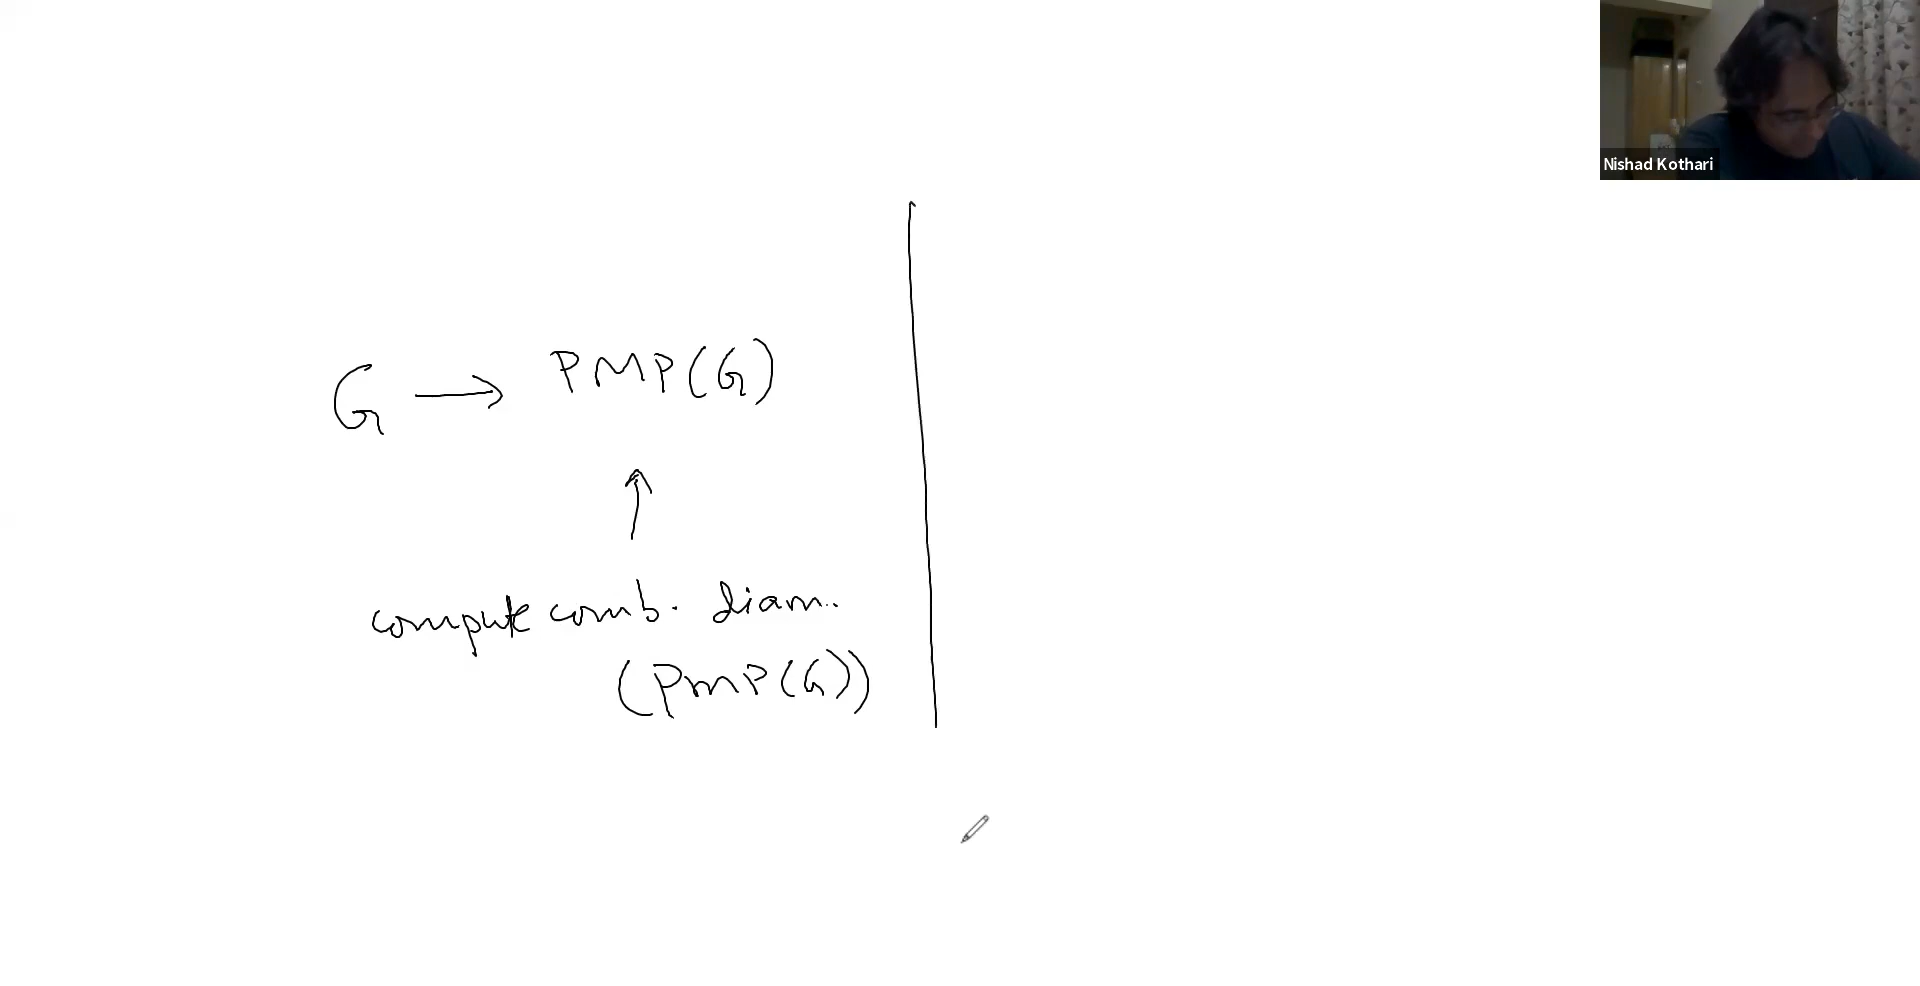 Nishad Kothari
G → PMP(G)
↑
compute comb. diam.
(PMP(G))